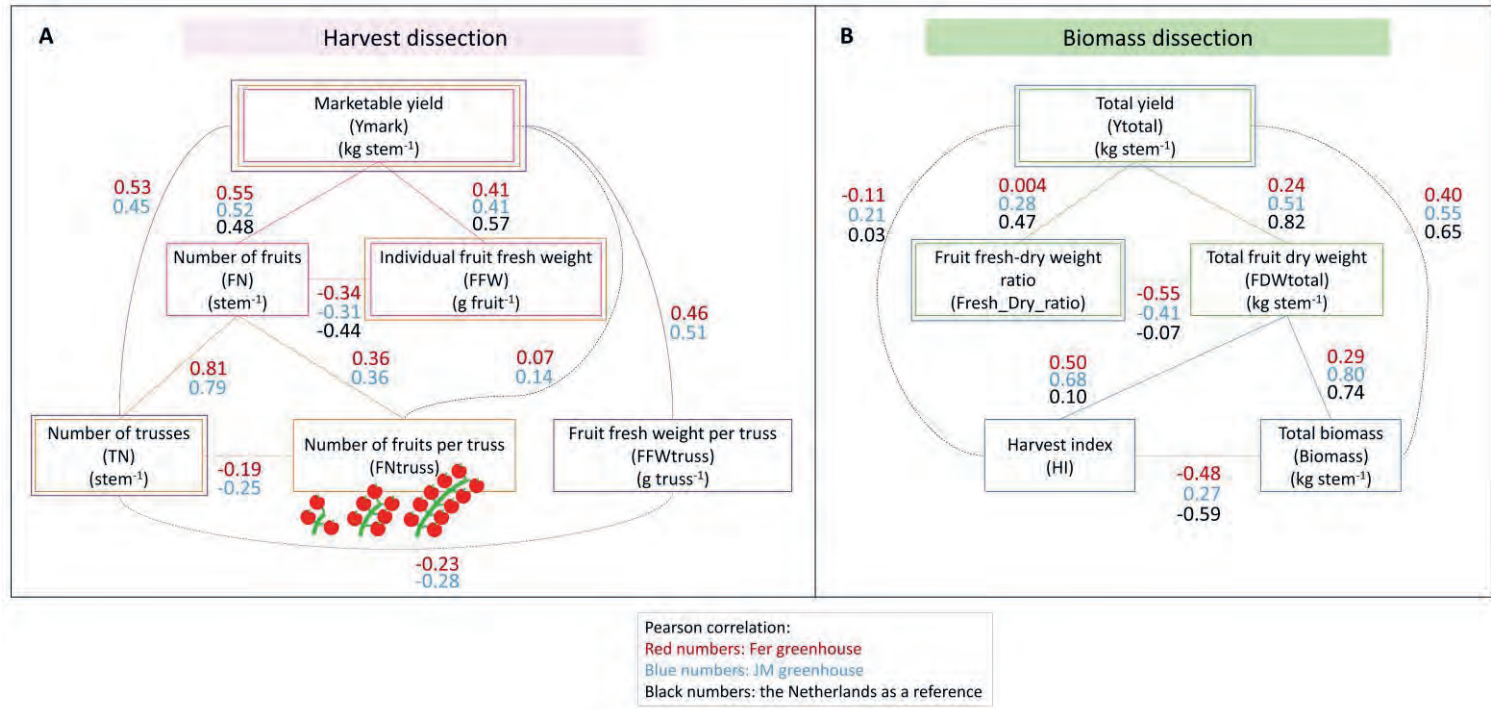 A
Harvest dissection
Marketable yield
(Ymark)
(kg stem⁻¹)
0.53
0.45
0.55
0.52
0.48
0.41
0.41
0.57
Number of fruits
(FN)
(stem⁻¹)
Individual fruit fresh weight
(FFW)
(g fruit⁻¹)
-0.34
-0.31
-0.44
0.46
0.51
0.81
0.79
0.36
0.36
0.07
0.14
Number of trusses
(TN)
(stem⁻¹)
Number of fruits per truss
(FNtruss)
Fruit fresh weight per truss
(FFWtruss)
(g truss⁻¹)
-0.19
-0.25
-0.23
-0.28
B
Biomass dissection
Total yield
(Ytotal)
(kg stem⁻¹)
-0.11
0.21
0.03
0.004
0.28
0.47
0.24
0.51
0.82
0.40
0.55
0.65
Fruit fresh-dry weight
ratio
(Fresh_Dry_ratio)
Total fruit dry weight
(FDWtotal)
(kg stem⁻¹)
-0.55
-0.41
-0.07
0.50
0.68
0.10
0.29
0.80
0.74
Harvest index
(HI)
Total biomass
(Biomass)
(kg stem⁻¹)
-0.48
0.27
-0.59
Pearson correlation:
Red numbers: Fer greenhouse
Blue numbers: JM greenhouse
Black numbers: the Netherlands as a reference